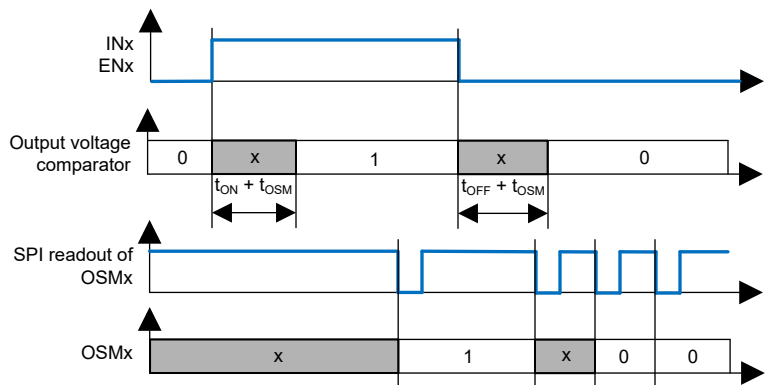 INx
ENx
Output voltage
comparator
0 x 1 x 0
tON + tOSM tOFF + tOSM
SPI readout of
OSMx
OSMx
x 1 x 0 0